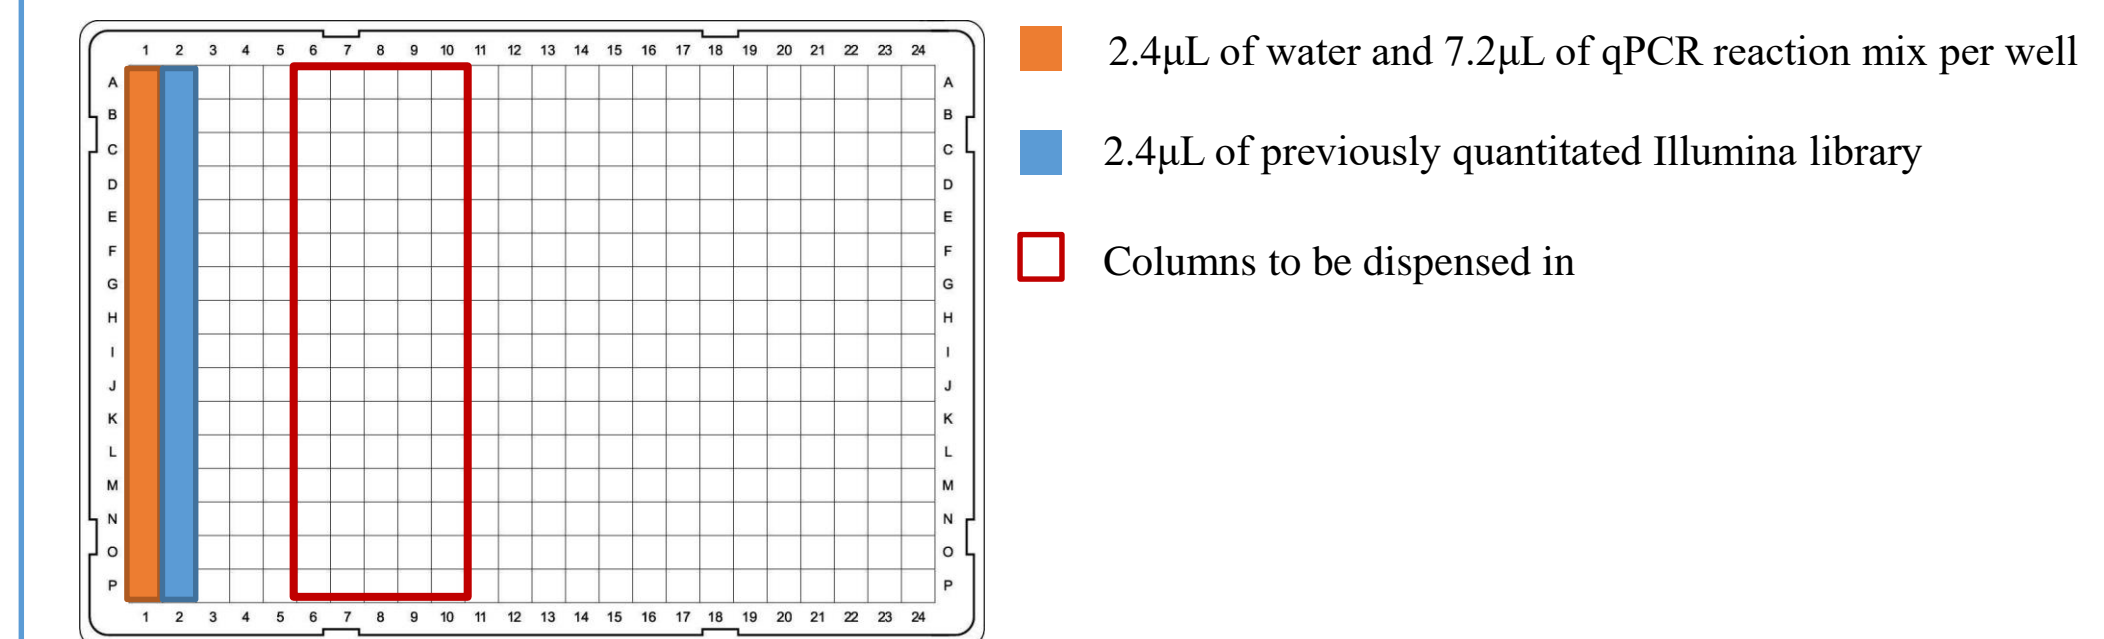 1 2 3 4 5 6 7 8 9 10 11 12 13 14 15 16 17 18 19 20 21 22 23 24
A A
B B
C C
D D
E E
F F
G G
H H
I I
J J
K K
L L
M M
N N
O O
P P
1 2 3 4 5 6 7 8 9 10 11 12 13 14 15 16 17 18 19 20 21 22 23 24
2.4μL of water and 7.2μL of qPCR reaction mix per well
2.4μL of previously quantitated Illumina library
Columns to be dispensed in